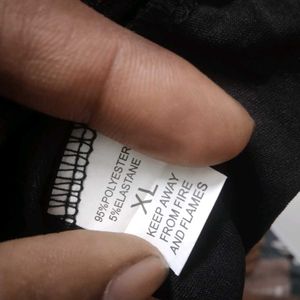 95%POLYESTER
5%ELASTANE
XL
KEEP AWAY
FROM FIRE
AND FLAMES